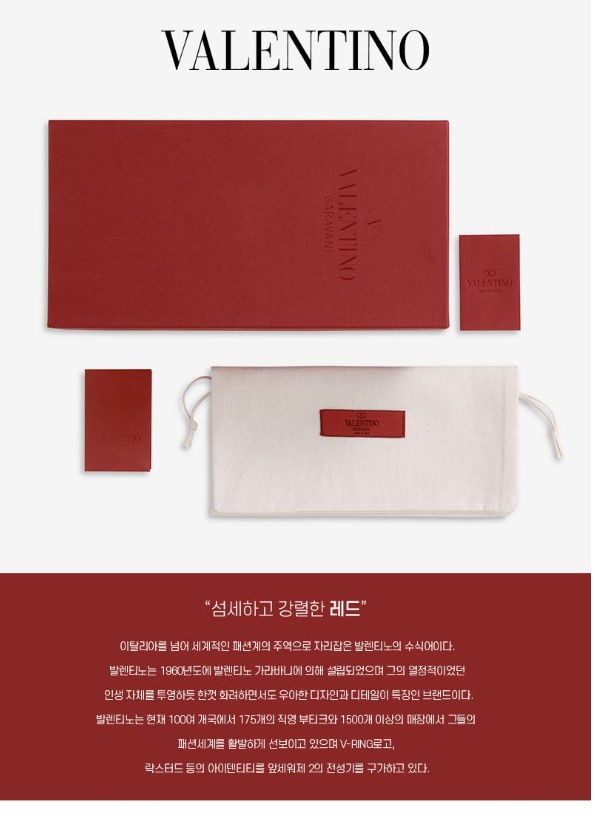 VALENTINO
VALENTINO
GARAVANI
VALENTINO
VALENTINO
“섬세하고 강렬한 레드”
이탈리아를 넘어 세계적인 패션계의 주역으로 자리잡은 발렌티노의 수식어이다.
발렌티노는 1960년도에 발렌티노 가라바니에 의해 설립되었으며 그의 열정적이었던
인생 자체를 투영하듯 한껏 화려하면서도 우아한 디자인과 디테일이 특징인 브랜드이다.
발렌티노는 현재 100여 개국에서 175개의 직영 부티크와 1500개 이상의 매장에서 그들의
패션세계를 활발하게 선보이고 있으며 V-RING로고,
락스터드 등의 아이덴티티를 앞세워제 2의 전성기를 구가하고 있다.